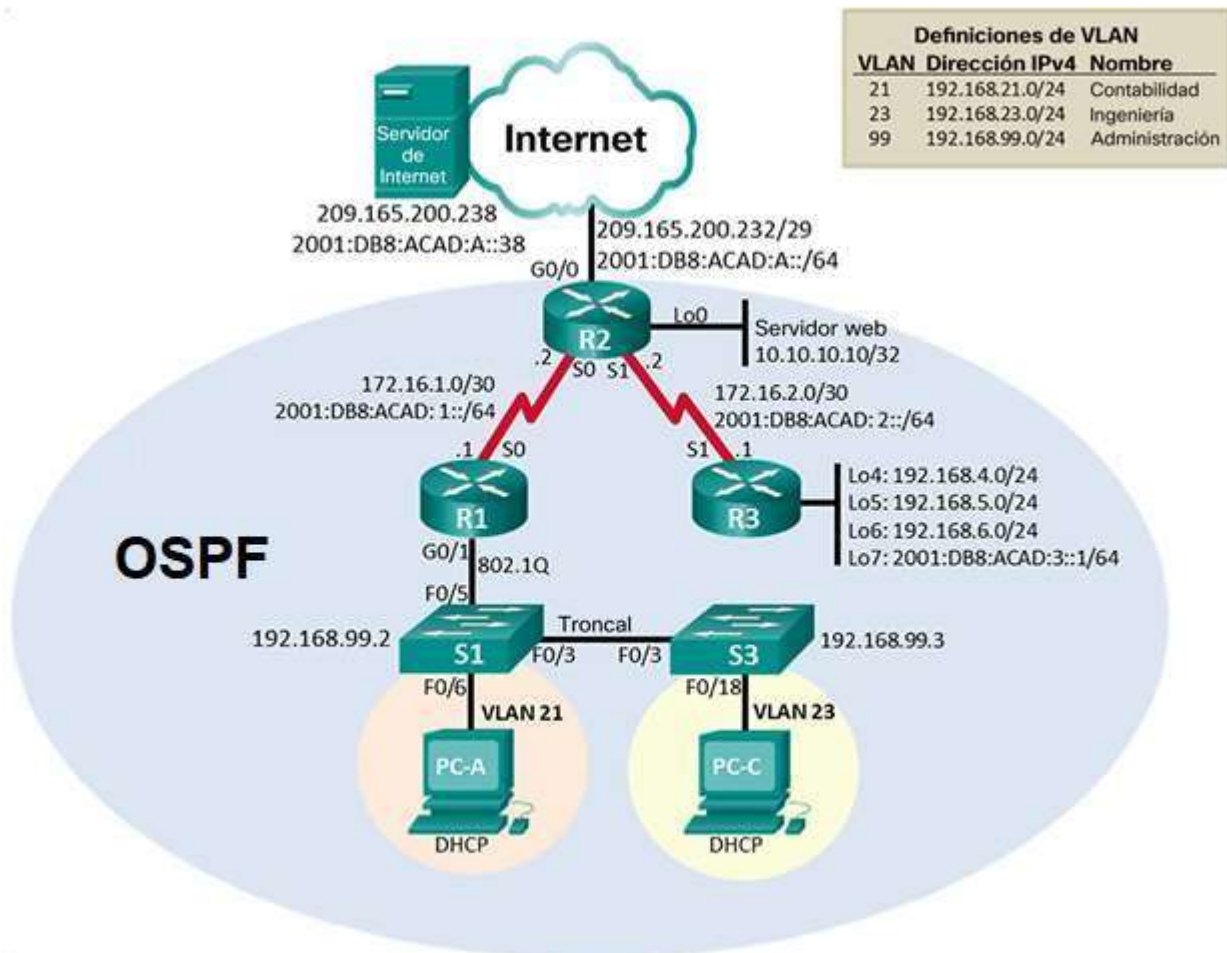 Definiciones de VLAN
VLAN Dirección IPv4 Nombre
21 192.168.21.0/24 Contabilidad
23 192.168.23.0/24 Ingeniería
99 192.168.99.0/24 Administración
Servidor
de
Internet
Internet
209.165.200.238
2001:DB8:ACAD:A::38
209.165.200.232/29
2001:DB8:ACAD:A::/64
G0/0
R2
Lo0
Servidor web
10.10.10.10/32
.2
S0
S1
.2
172.16.1.0/30
2001:DB8:ACAD: 1::/64
172.16.2.0/30
2001:DB8:ACAD: 2::/64
.1
S0
S1
.1
R1
R3
Lo4: 192.168.4.0/24
Lo5: 192.168.5.0/24
Lo6: 192.168.6.0/24
Lo7: 2001:DB8:ACAD:3::1/64
OSPF
G0/1
802.1Q
F0/5
192.168.99.2
S1
Troncal
F0/3
F0/3
S3
192.168.99.3
F0/6
F0/18
VLAN 21
VLAN 23
PC-A
PC-C
DHCP
DHCP